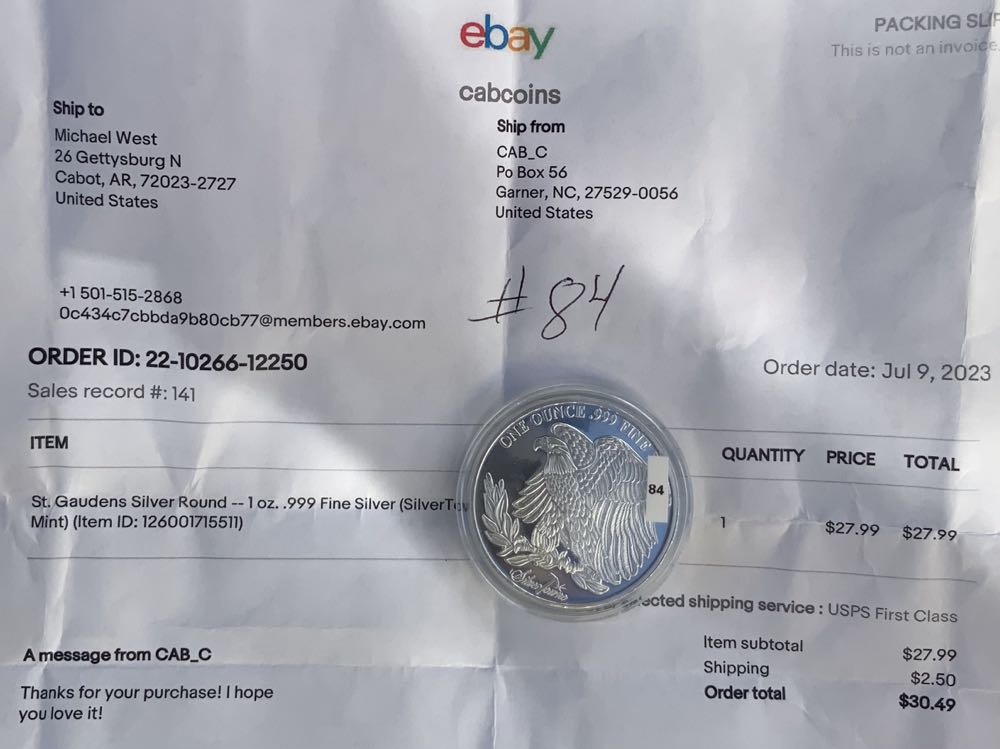 ebay
PACKING SLIP
This is not an invoice.
cabcoins
Ship to
Michael West
26 Gettysburg N
Cabot, AR, 72023-2727
United States
Ship from
CAB_C
Po Box 56
Garner, NC, 27529-0056
United States
+1 501-515-2868
0c434c7cbbda9b80cb77@members.ebay.com
#84
ORDER ID: 22-10266-12250
Order date: Jul 9, 2023
Sales record #: 141
ITEM
QUANTITY PRICE TOTAL
ONE OUNCE .999 FINE
84
SilverTowne
St. Gaudens Silver Round -- 1 oz. .999 Fine Silver (SilverTow
Mint) (Item ID: 126001715511)
1 $27.99 $27.99
ected shipping service : USPS First Class
Item subtotal $27.99
Shipping $2.50
Order total $30.49
A message from CAB_C
Thanks for your purchase! I hope
you love it!